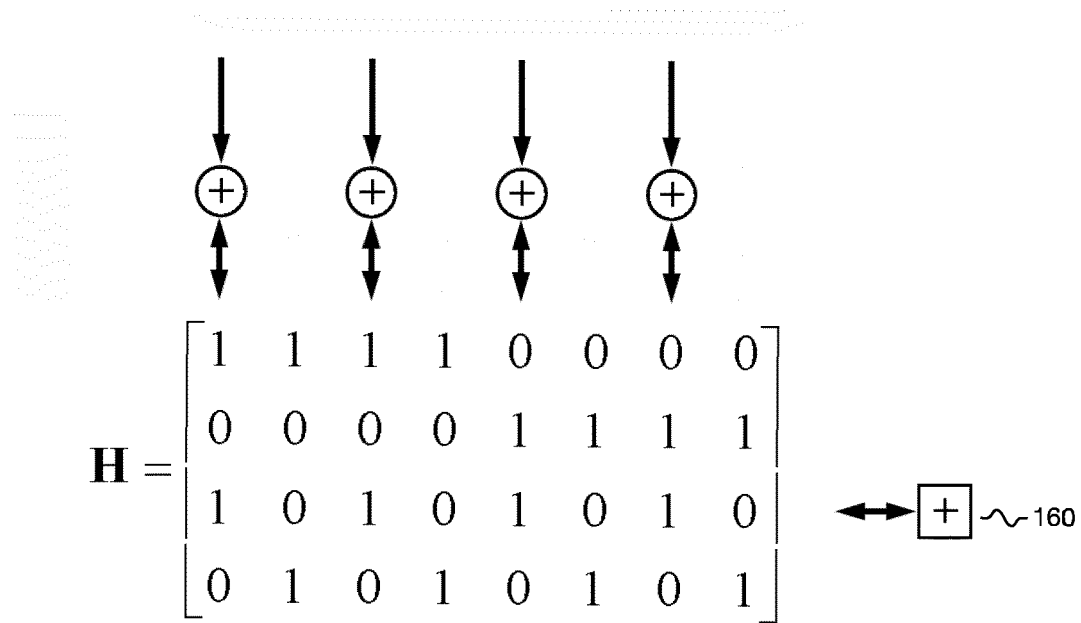 + + + +
1 1 1 1 0 0 0 0
0 0 0 0 1 1 1 1
H =
1 0 1 0 1 0 1 0
+ 160
0 1 0 1 0 1 0 1